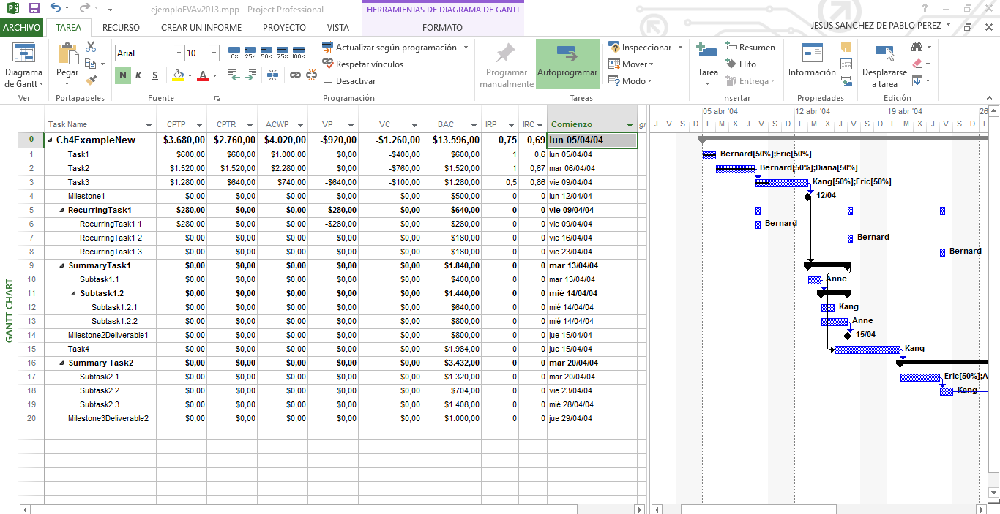 ejemploEVAv2013.mpp - Project Professional
HERRAMIENTAS DE DIAGRAMA DE GANTT
ARCHIVO TAREA RECURSO CREAR UN INFORME PROYECTO VISTA FORMATO
JESUS SANCHEZ DE PABLO PEREZ
Diagrama de Gantt
Ver
Pegar
Portapapeles
Arial 10
N K S
Fuente
0% 25% 50% 75% 100%
Actualizar según programación
Respetar vínculos
Desactivar
Programación
Programar manualmente
Autoprogramar
Inspeccionar
Mover
Modo
Tareas
Tarea
Resumen
Hito
Entrega
Insertar
Información
Propiedades
Desplazarse a tarea
Edición
Task Name CPTP CPTR ACWP VP VC BAC IRP IRC Comienzo gr
0 Ch4ExampleNew $3.680,00 $2.760,00 $4.020,00 -$920,00 -$1.260,00 $13.596,00 0,75 0,69 lun 05/04/04
1 Task1 $600,00 $600,00 $1.000,00 $0,00 -$400,00 $600,00 1 0,6 lun 05/04/04
2 Task2 $1.520,00 $1.520,00 $2.280,00 $0,00 -$760,00 $1.520,00 1 0,67 mar 06/04/04
3 Task3 $1.280,00 $640,00 $740,00 -$640,00 -$100,00 $1.280,00 0,5 0,86 vie 09/04/04
4 Milestone1 $0,00 $0,00 $0,00 $0,00 $0,00 $500,00 0 0 lun 12/04/04
5 RecurringTask1 $280,00 $0,00 $0,00 -$280,00 $0,00 $640,00 0 0 vie 09/04/04
6 RecurringTask1 1 $280,00 $0,00 $0,00 -$280,00 $0,00 $280,00 0 0 vie 09/04/04
7 RecurringTask1 2 $0,00 $0,00 $0,00 $0,00 $0,00 $180,00 0 0 vie 16/04/04
8 RecurringTask1 3 $0,00 $0,00 $0,00 $0,00 $0,00 $180,00 0 0 vie 23/04/04
9 SummaryTask1 $0,00 $0,00 $0,00 $0,00 $0,00 $1.840,00 0 0 mar 13/04/04
10 Subtask1.1 $0,00 $0,00 $0,00 $0,00 $0,00 $400,00 0 0 mar 13/04/04
11 Subtask1.2 $0,00 $0,00 $0,00 $0,00 $0,00 $1.440,00 0 0 mié 14/04/04
12 Subtask1.2.1 $0,00 $0,00 $0,00 $0,00 $0,00 $640,00 0 0 mié 14/04/04
13 Subtask1.2.2 $0,00 $0,00 $0,00 $0,00 $0,00 $800,00 0 0 mié 14/04/04
14 Milestone2Deliverable1 $0,00 $0,00 $0,00 $0,00 $0,00 $800,00 0 0 jue 15/04/04
15 Task4 $0,00 $0,00 $0,00 $0,00 $0,00 $1.984,00 0 0 jue 15/04/04
16 Summary Task2 $0,00 $0,00 $0,00 $0,00 $0,00 $3.432,00 0 0 mar 20/04/04
17 Subtask2.1 $0,00 $0,00 $0,00 $0,00 $0,00 $1.320,00 0 0 mar 20/04/04
18 Subtask2.2 $0,00 $0,00 $0,00 $0,00 $0,00 $704,00 0 0 vie 23/04/04
19 Subtask2.3 $0,00 $0,00 $0,00 $0,00 $0,00 $1.408,00 0 0 mié 28/04/04
20 Milestone3Deliverable2 $0,00 $0,00 $0,00 $0,00 $0,00 $1.000,00 0 0 jue 29/04/04
GANTT CHART
05 abr '04 12 abr '04 19 abr '04 26
J V S D L M X J V S D L M X J V S D L M X J V S D L
Bernard[50%];Eric[50%]
Bernard[50%];Diana[50%]
Kang[50%];Eric[50%]
12/04
Bernard
Bernard
Bernard
Anne
Kang
Anne
15/04
Kang
Eric[50%];A
Kang